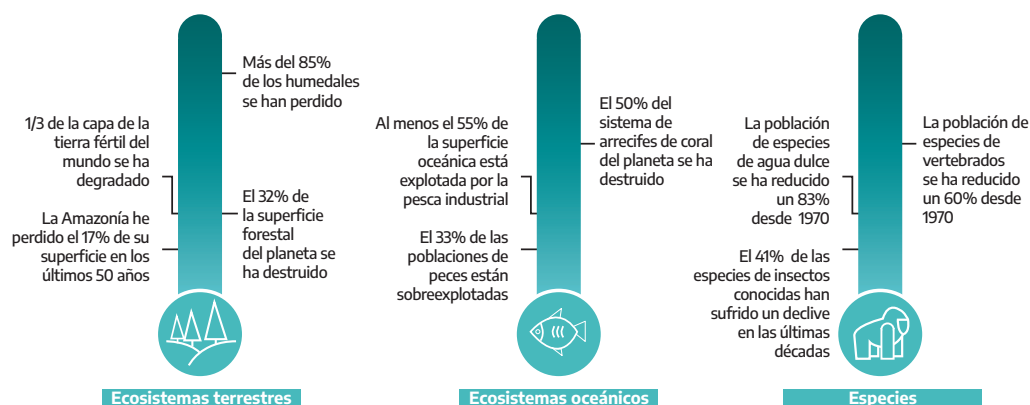 Más del 85%
de los humedales
se han perdido
1/3 de la capa de la
tierra fértil del
mundo se ha
degradado
El 32% de
la superficie
forestal
del planeta se
ha destruido
La Amazonía he
perdido el 17% de su
superficie en los
últimos 50 años
Ecosistemas terrestres
Al menos el 55% de
la superficie
oceánica está
explotada por la
pesca industrial
El 50% del
sistema de
arrecifes de coral
del planeta se ha
destruido
El 33% de las
poblaciones de
peces están
sobreexplotadas
Ecosistemas oceánicos
La población
de especies
de agua dulce
se ha reducido
un 83%
desde 1970
La población de
especies de
vertebrados
se ha reducido
un 60% desde
1970
El 41% de las
especies de insectos
conocidas han
sufrido un declive
en las últimas
décadas
Especies